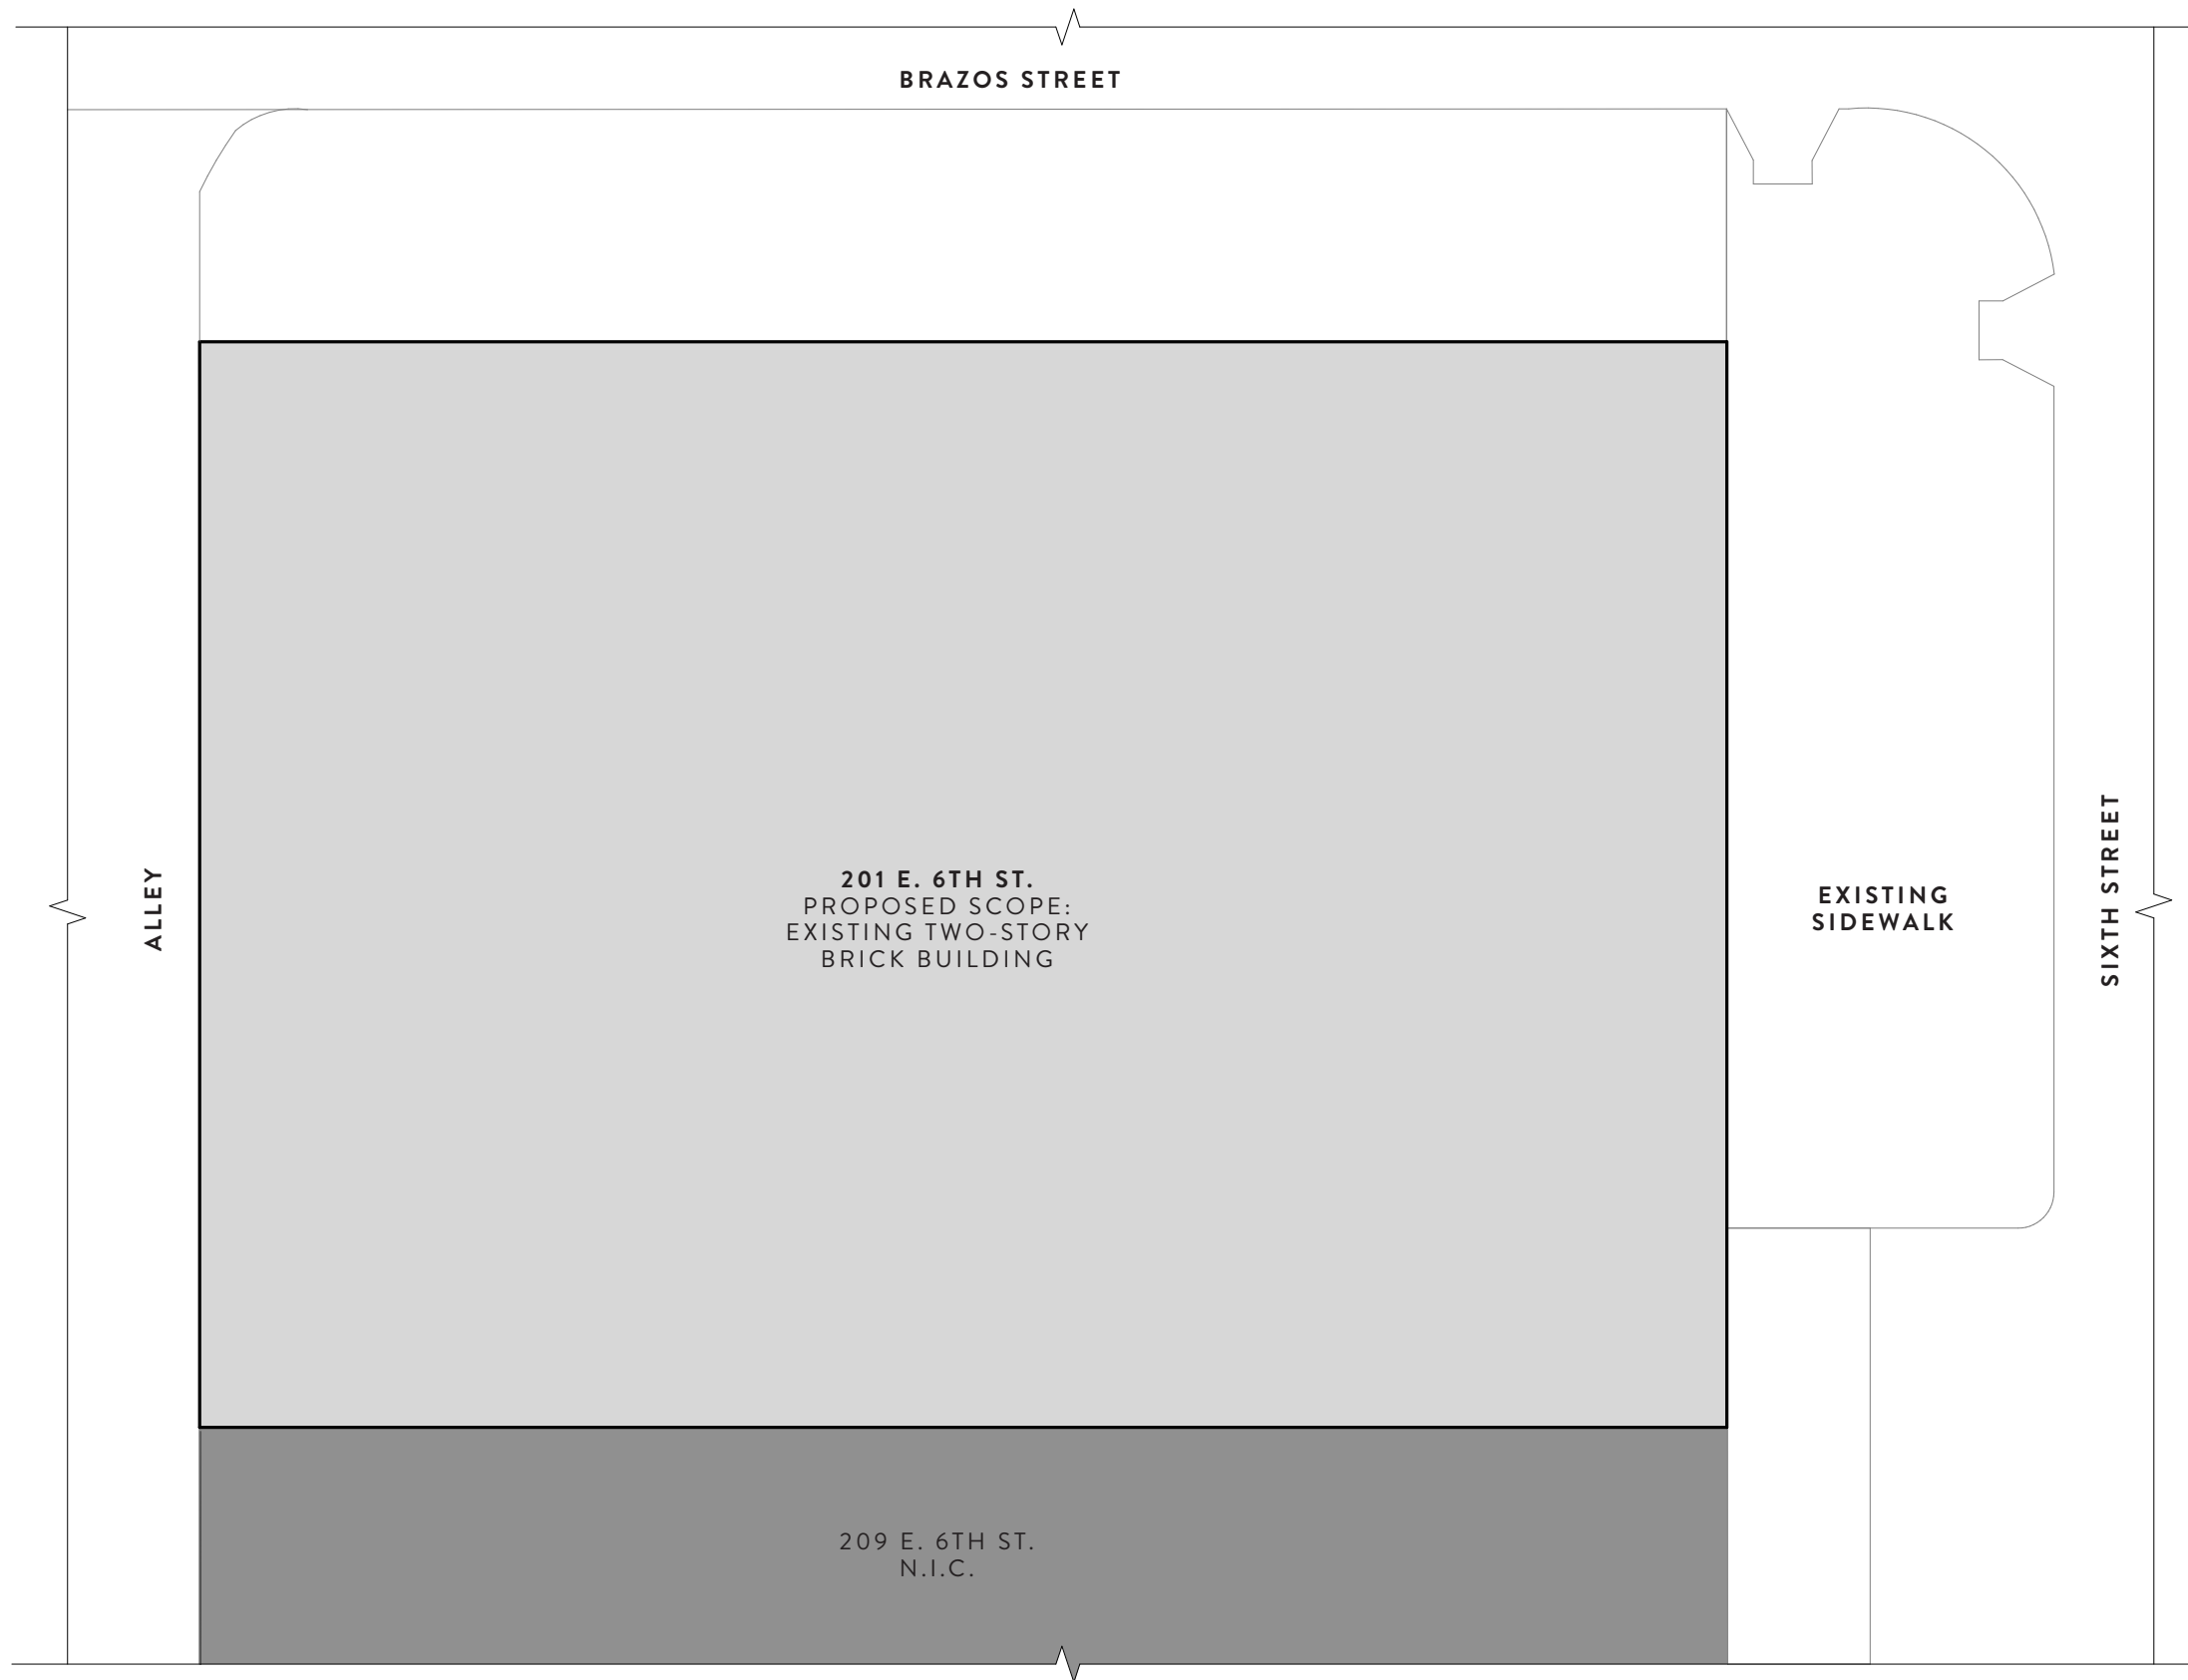 BRAZOS STREET
ALLEY
201 E. 6TH ST.
PROPOSED SCOPE:
EXISTING TWO-STORY
BRICK BUILDING
EXISTING
SIDEWALK
SIXTH STREET
209 E. 6TH ST.
N.I.C.